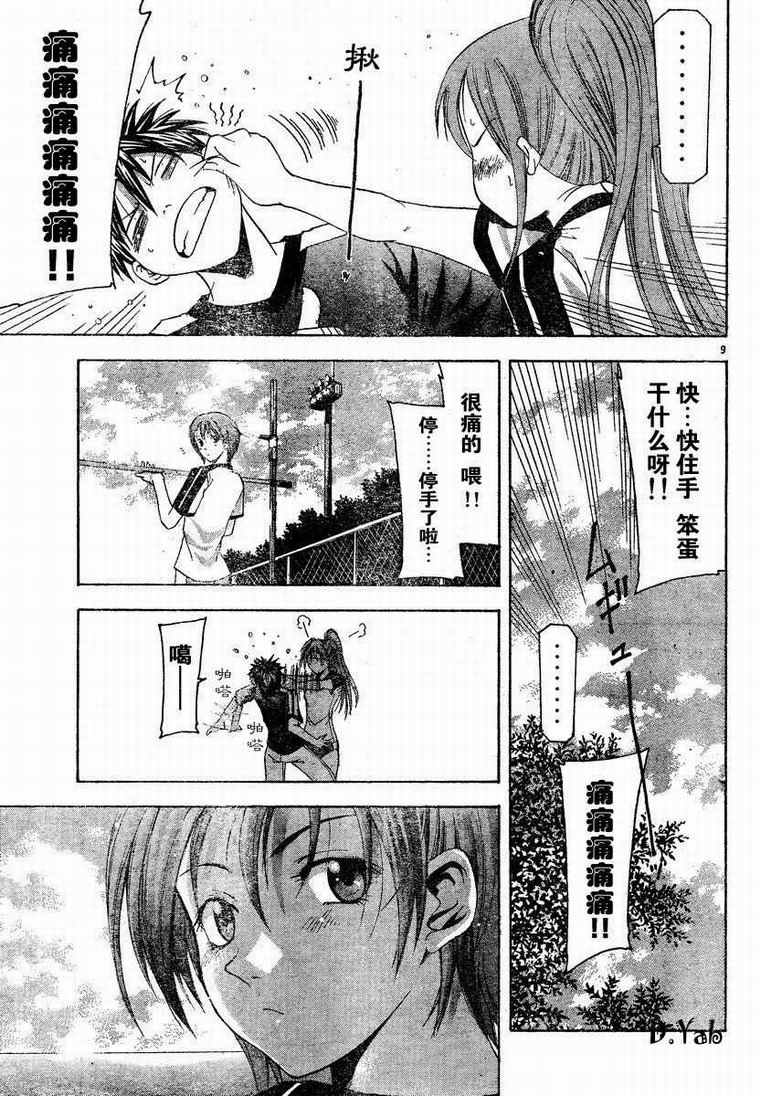 ………
揪
痛痛痛痛痛痛!!
9
快…快住手 笨蛋
干什么呀!!
ムギュ
………
痛痛痛痛痛!!
很痛的 喂!!
停……停手了啦…
噶——
啪嗒
啪嗒
D.Yab